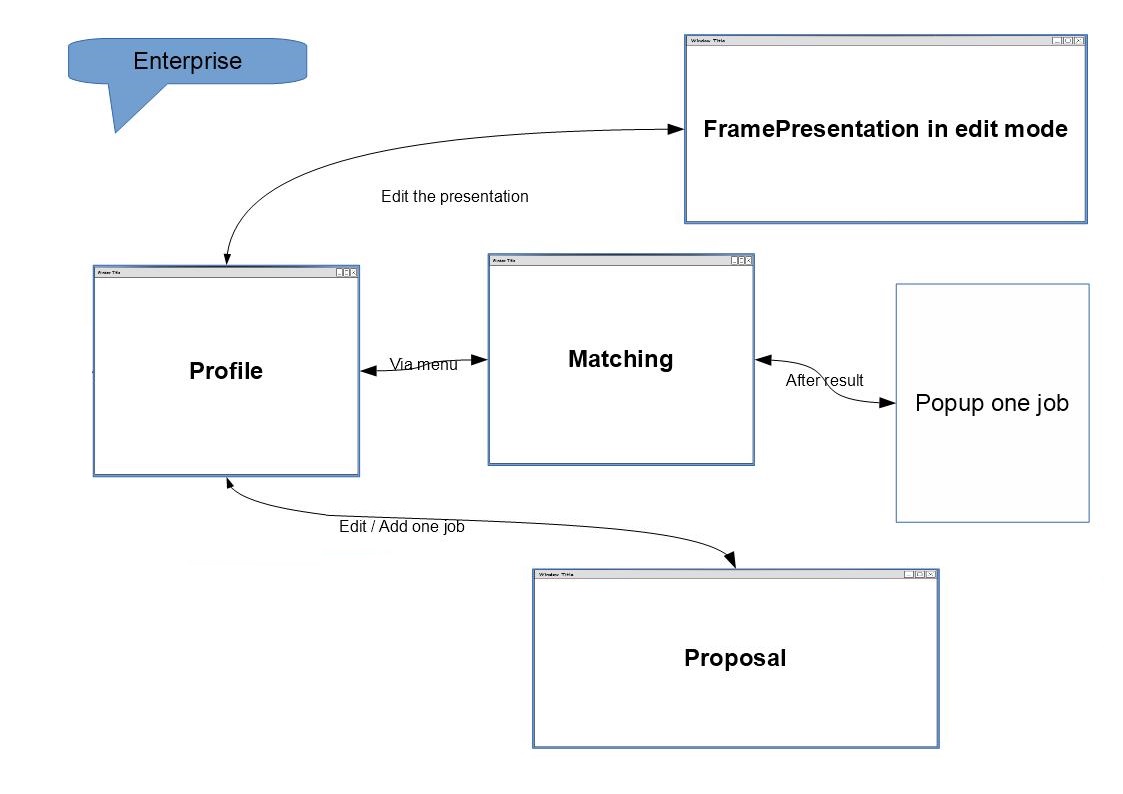 Enterprise
Window Title
FramePresentation in edit mode
Edit the presentation
Window Title
Profile
Via menu
Window Title
Matching
After result
Popup one job
Edit / Add one job
Window Title
Proposal